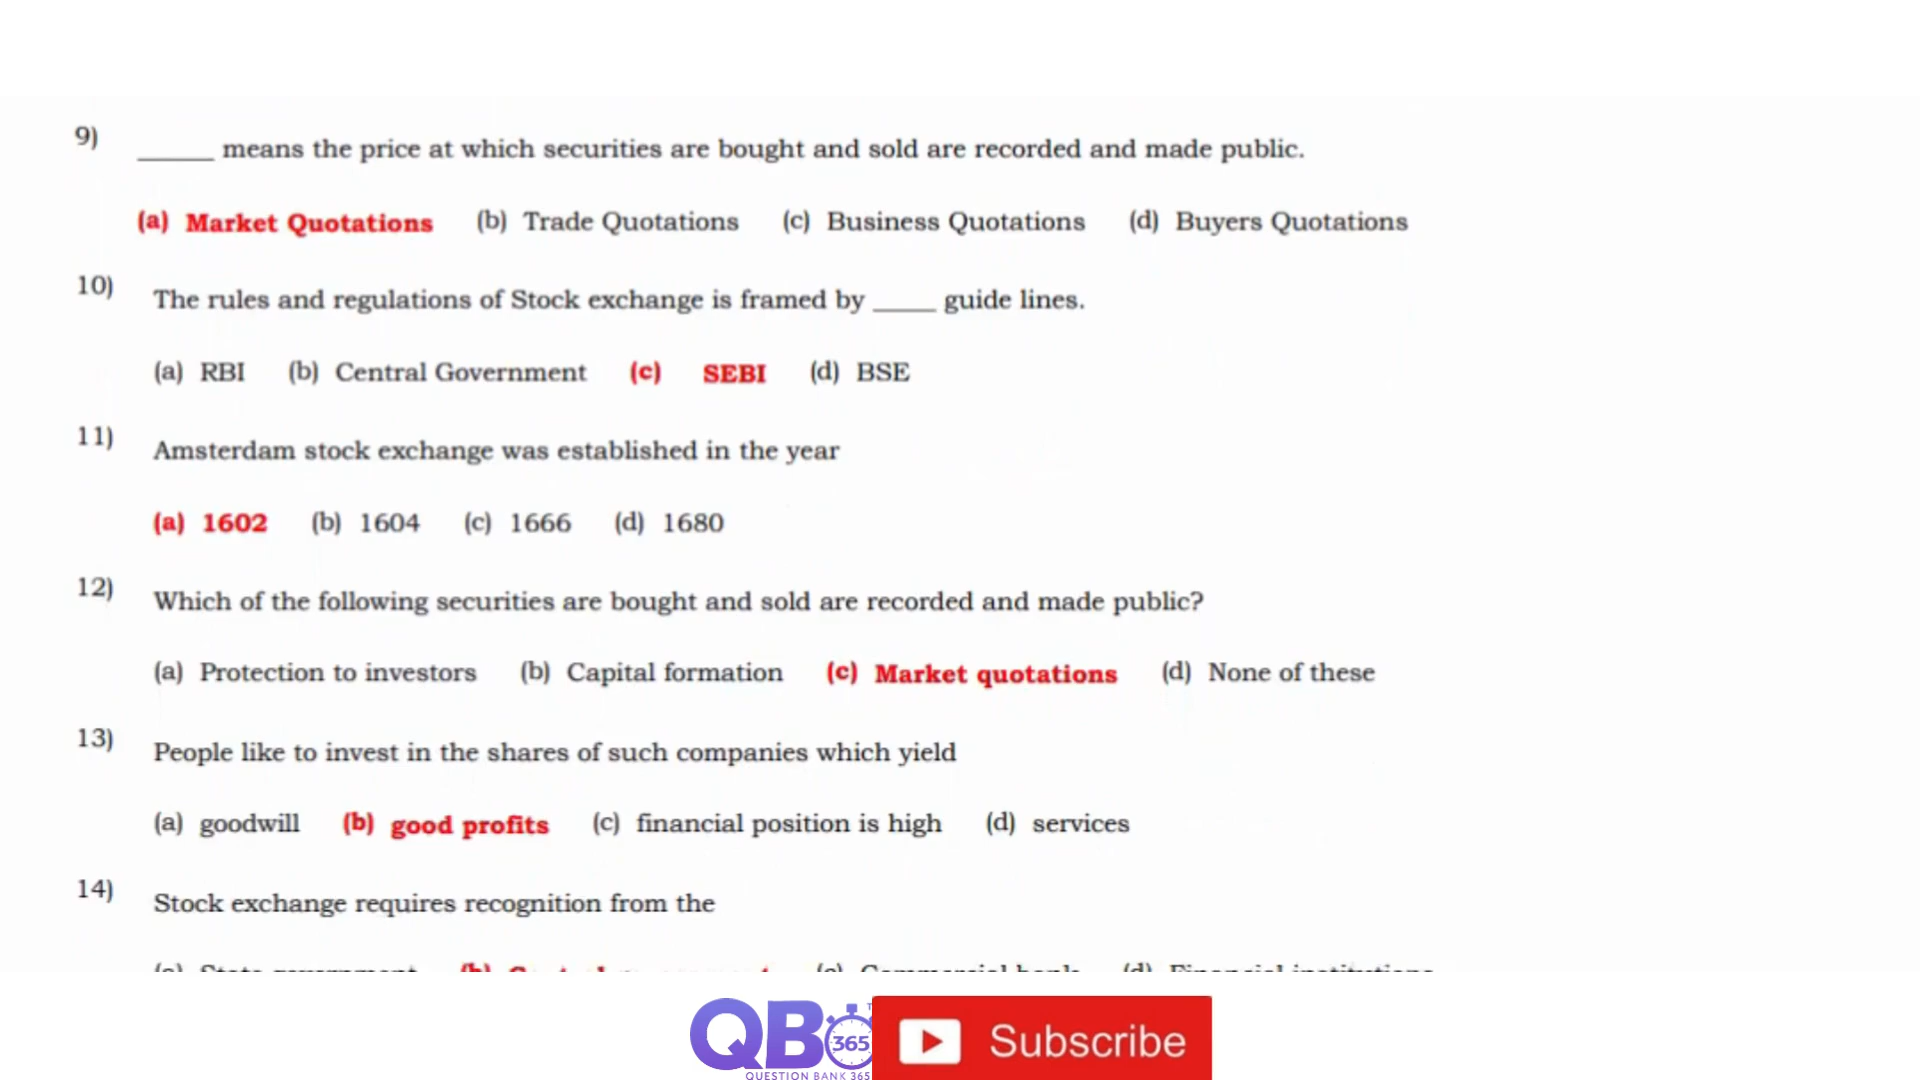 9) _____ means the price at which securities are bought and sold are recorded and made public.
(a) Market Quotations (b) Trade Quotations (c) Business Quotations (d) Buyers Quotations
10) The rules and regulations of Stock exchange is framed by ____ guide lines.
(a) RBI (b) Central Government (c) SEBI (d) BSE
11) Amsterdam stock exchange was established in the year
(a) 1602 (b) 1604 (c) 1666 (d) 1680
12) Which of the following securities are bought and sold are recorded and made public?
(a) Protection to investors (b) Capital formation (c) Market quotations (d) None of these
13) People like to invest in the shares of such companies which yield
(a) goodwill (b) good profits (c) financial position is high (d) services
14) Stock exchange requires recognition from the
QB 365
QUESTION BANK 365
Subscribe